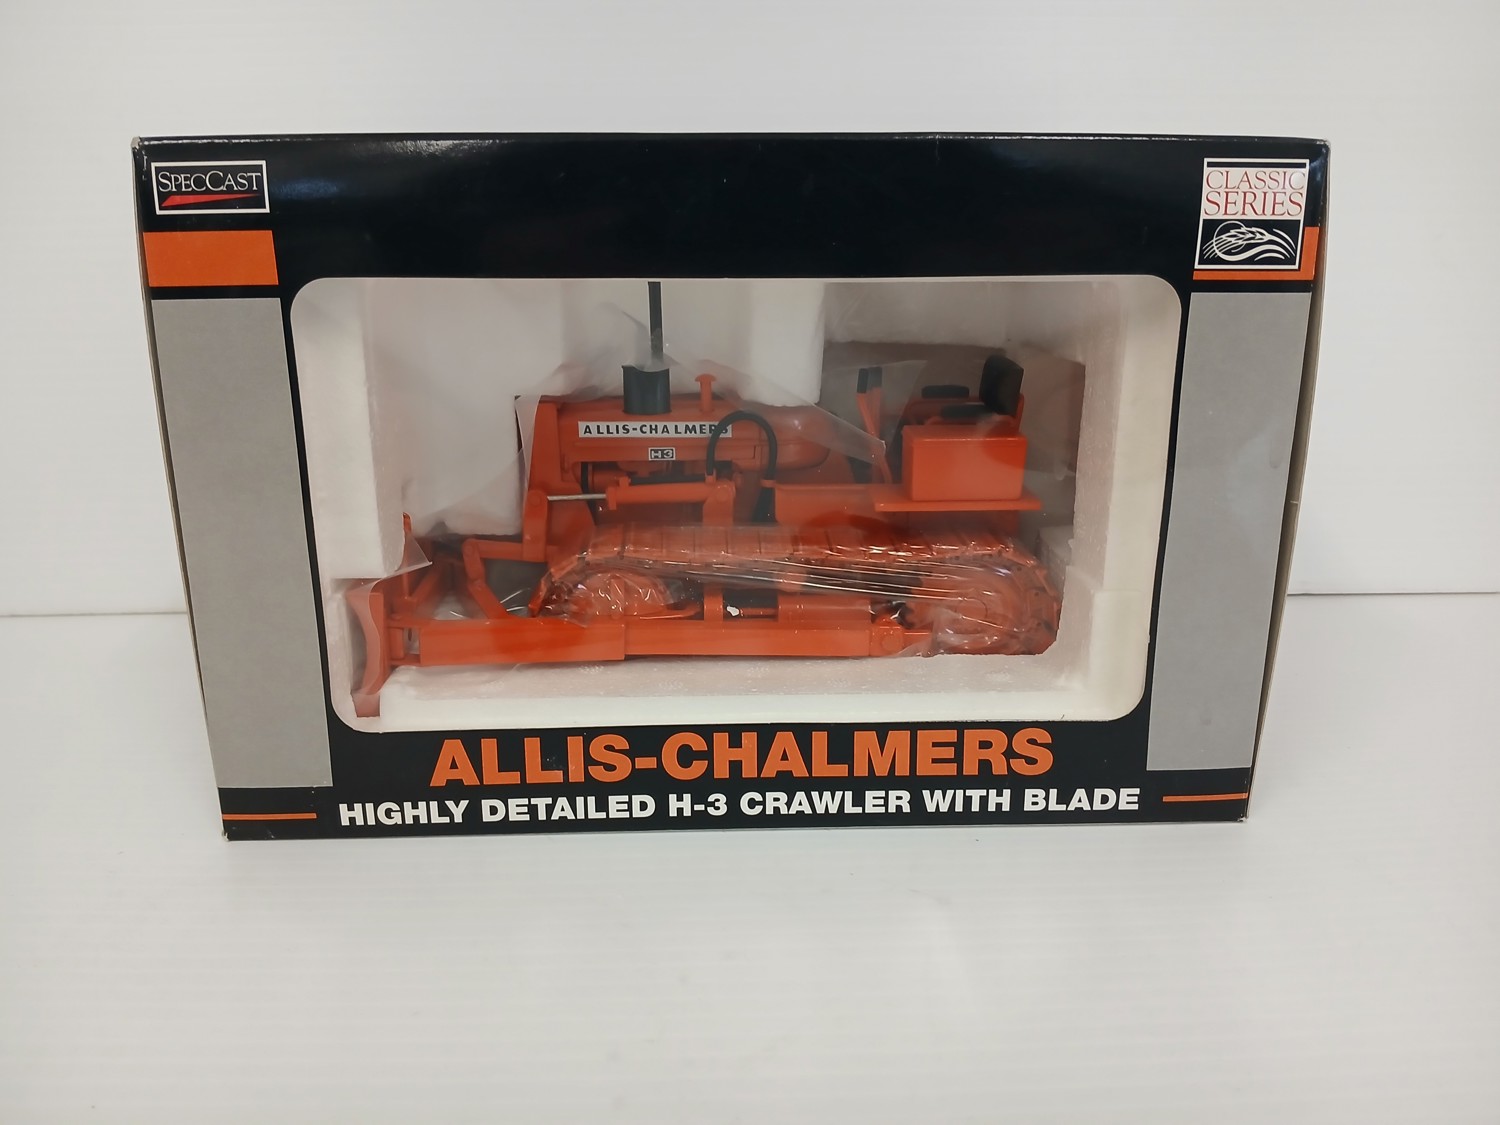 SPECCAST
CLASSIC
SERIES
ALLIS-CHALMERS
H3
ALLIS-CHALMERS
HIGHLY DETAILED H-3 CRAWLER WITH BLADE